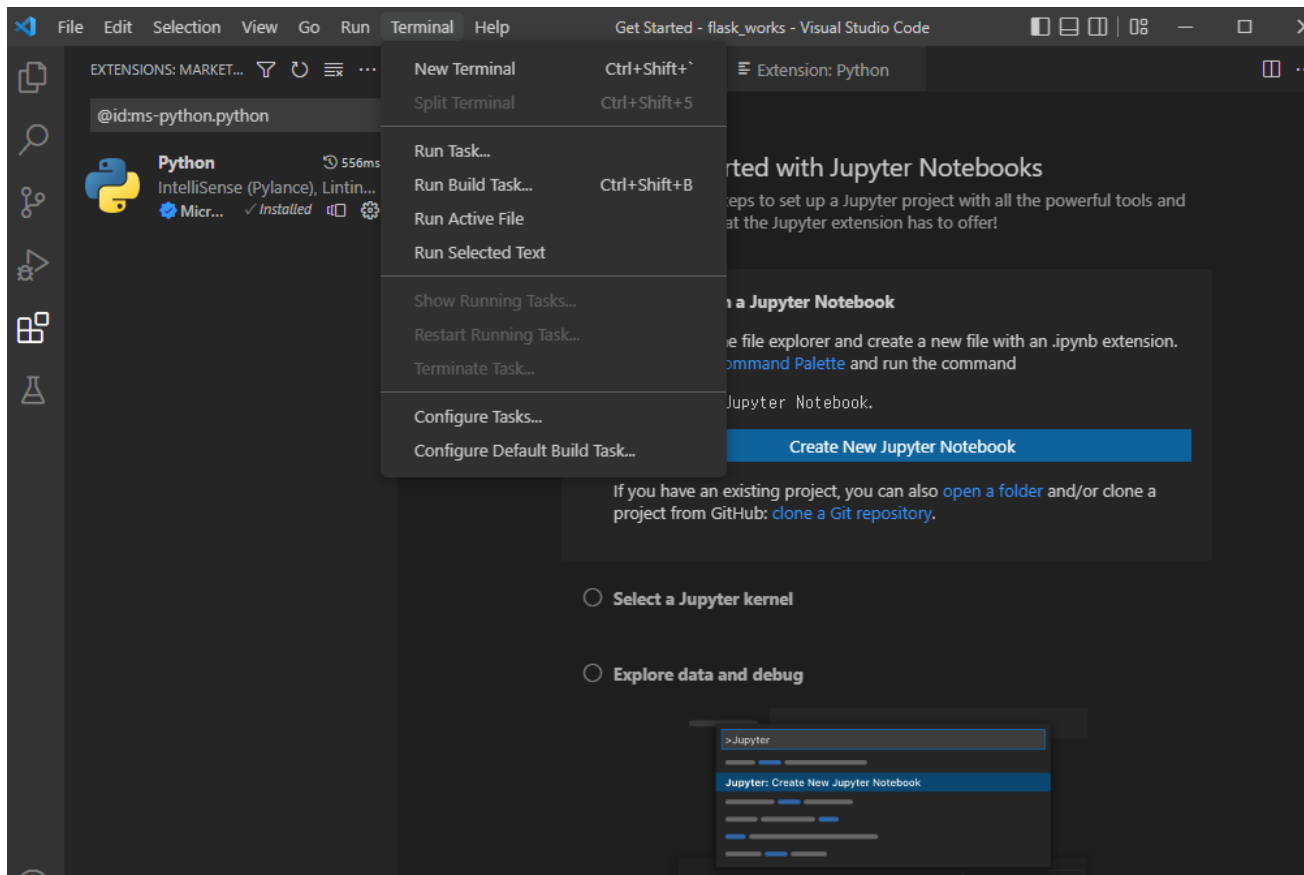 File Edit Selection View Go Run Terminal Help Get Started - flask_works - Visual Studio Code
EXTENSIONS: MARKET...
@id:ms-python.python
Python 556ms
IntelliSense (Pylance), Lintin...
Micr... Installed
New Terminal Ctrl+Shift+`
Split Terminal Ctrl+Shift+5
Run Task...
Run Build Task... Ctrl+Shift+B
Run Active File
Run Selected Text
Show Running Tasks...
Restart Running Task...
Terminate Task...
Configure Tasks...
Configure Default Build Task...
Extension: Python
rted with Jupyter Notebooks
eps to set up a Jupyter project with all the powerful tools and
at the Jupyter extension has to offer!
a Jupyter Notebook
e file explorer and create a new file with an .ipynb extension.
ommand Palette and run the command
Jupyter Notebook.
Create New Jupyter Notebook
If you have an existing project, you can also open a folder and/or clone a
project from GitHub: clone a Git repository.
Select a Jupyter kernel
Explore data and debug
>Jupyter
Jupyter: Create New Jupyter Notebook